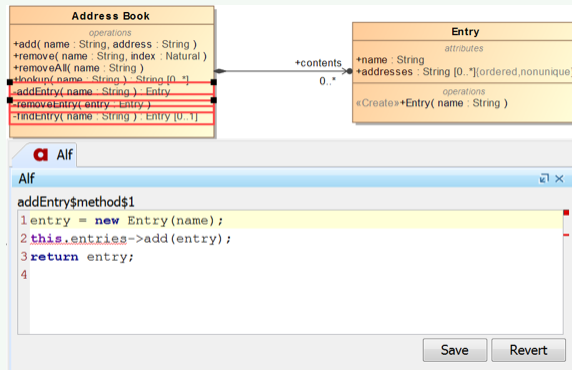 Address Book
operations
+add( name : String, address : String )
+remove( name : String, index : Natural )
+removeAll( name : String )
+lookup( name : String ) : String [0..*]
-addEntry( name : String ) : Entry
-removeEntry( entry : Entry )
-findEntry( name : String ) : Entry [0..1]
+contents
0..*
Entry
attributes
+name : String
+addresses : String [0..*]{ordered,nonunique}
operations
«Create»+Entry( name : String )
a Alf
Alf
addEntry$method$1
1 entry = new Entry(name);
2 this.entries->add(entry);
3 return entry;
4
Save
Revert